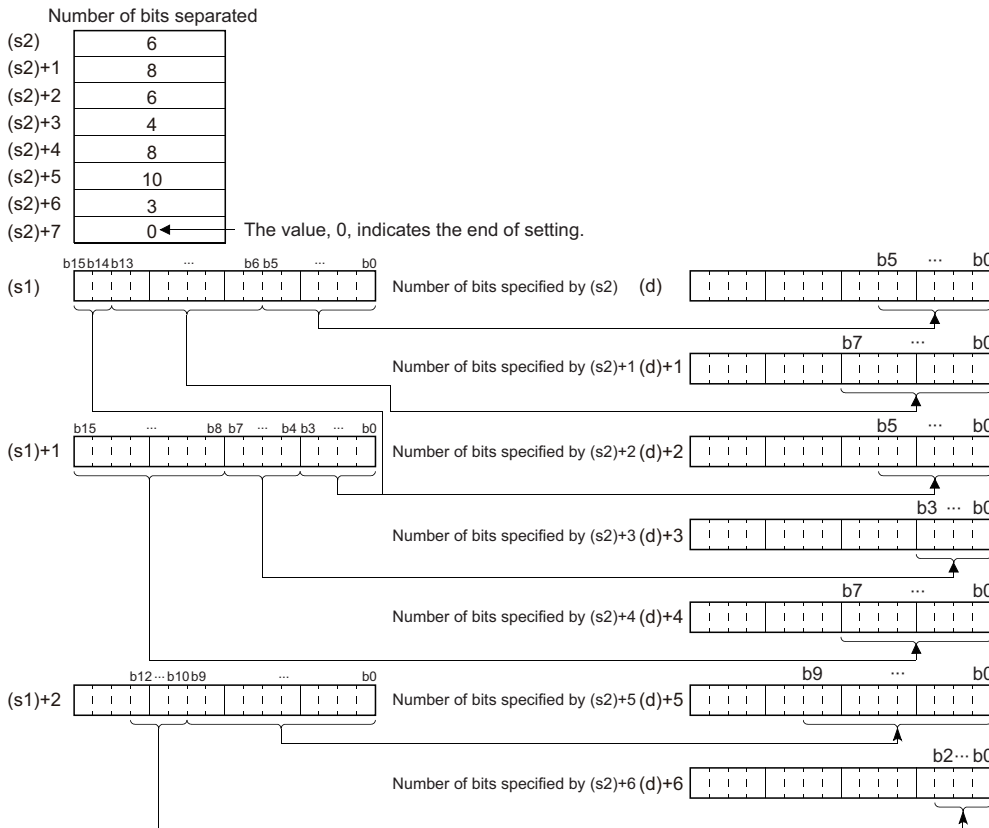 Number of bits separated
(s2) 6
(s2)+1 8
(s2)+2 6
(s2)+3 4
(s2)+4 8
(s2)+5 10
(s2)+6 3
(s2)+7 0 The value, 0, indicates the end of setting.
b15 b14 b13 ... b6 b5 ... b0 b5 ... b0
(s1) Number of bits specified by (s2) (d)
b7 ... b0
Number of bits specified by (s2)+1 (d)+1
b15 ... b8 b7 ... b4 b3 ... b0 b5 ... b0
(s1)+1 Number of bits specified by (s2)+2 (d)+2
b3 ... b0
Number of bits specified by (s2)+3 (d)+3
b7 ... b0
Number of bits specified by (s2)+4 (d)+4
b12 ... b10 b9 ... b0 b9 ... b0
(s1)+2 Number of bits specified by (s2)+5 (d)+5
b2 ... b0
Number of bits specified by (s2)+6 (d)+6